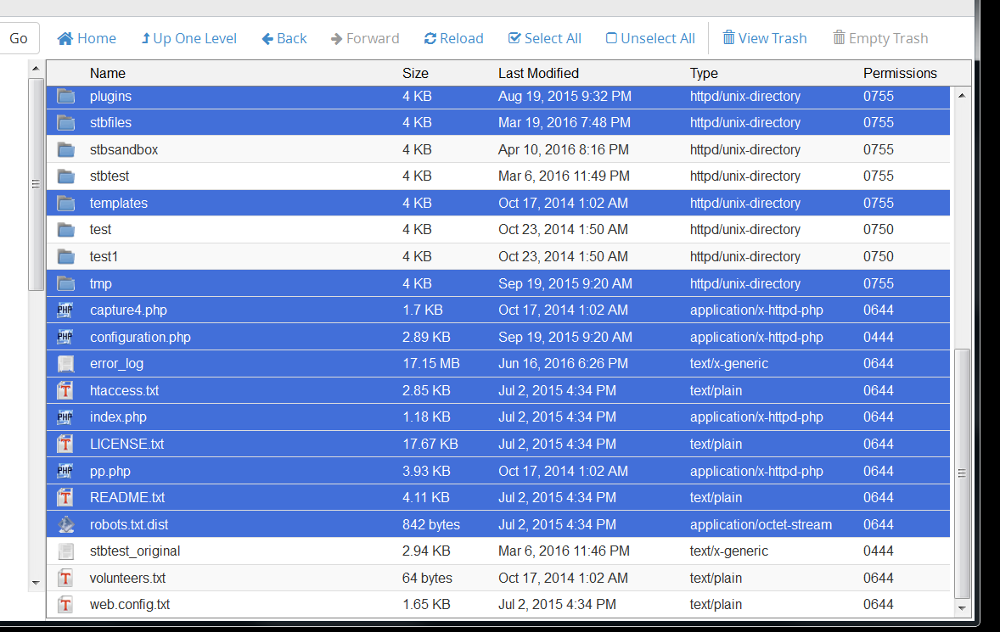 Go Home Up One Level Back Forward Reload Select All Unselect All View Trash Empty Trash
Name Size Last Modified Type Permissions
plugins 4 KB Aug 19, 2015 9:32 PM httpd/unix-directory 0755
stbfiles 4 KB Mar 19, 2016 7:48 PM httpd/unix-directory 0755
stbsandbox 4 KB Apr 10, 2016 8:16 PM httpd/unix-directory 0755
stbtest 4 KB Mar 6, 2016 11:49 PM httpd/unix-directory 0755
templates 4 KB Oct 17, 2014 1:02 AM httpd/unix-directory 0755
test 4 KB Oct 23, 2014 1:50 AM httpd/unix-directory 0750
test1 4 KB Oct 23, 2014 1:50 AM httpd/unix-directory 0750
tmp 4 KB Sep 19, 2015 9:20 AM httpd/unix-directory 0755
PHP capture4.php 1.7 KB Oct 17, 2014 1:02 AM application/x-httpd-php 0644
PHP configuration.php 2.89 KB Sep 19, 2015 9:20 AM application/x-httpd-php 0444
error_log 17.15 MB Jun 16, 2016 6:26 PM text/x-generic 0644
T htaccess.txt 2.85 KB Jul 2, 2015 4:34 PM text/plain 0644
PHP index.php 1.18 KB Jul 2, 2015 4:34 PM application/x-httpd-php 0644
T LICENSE.txt 17.67 KB Jul 2, 2015 4:34 PM text/plain 0644
PHP pp.php 3.93 KB Oct 17, 2014 1:02 AM application/x-httpd-php 0644
T README.txt 4.11 KB Jul 2, 2015 4:34 PM text/plain 0644
robots.txt.dist 842 bytes Jul 2, 2015 4:34 PM application/octet-stream 0644
stbtest_original 2.94 KB Mar 6, 2016 11:46 PM text/x-generic 0444
T volunteers.txt 64 bytes Oct 17, 2014 1:02 AM text/plain 0644
T web.config.txt 1.65 KB Jul 2, 2015 4:34 PM text/plain 0644